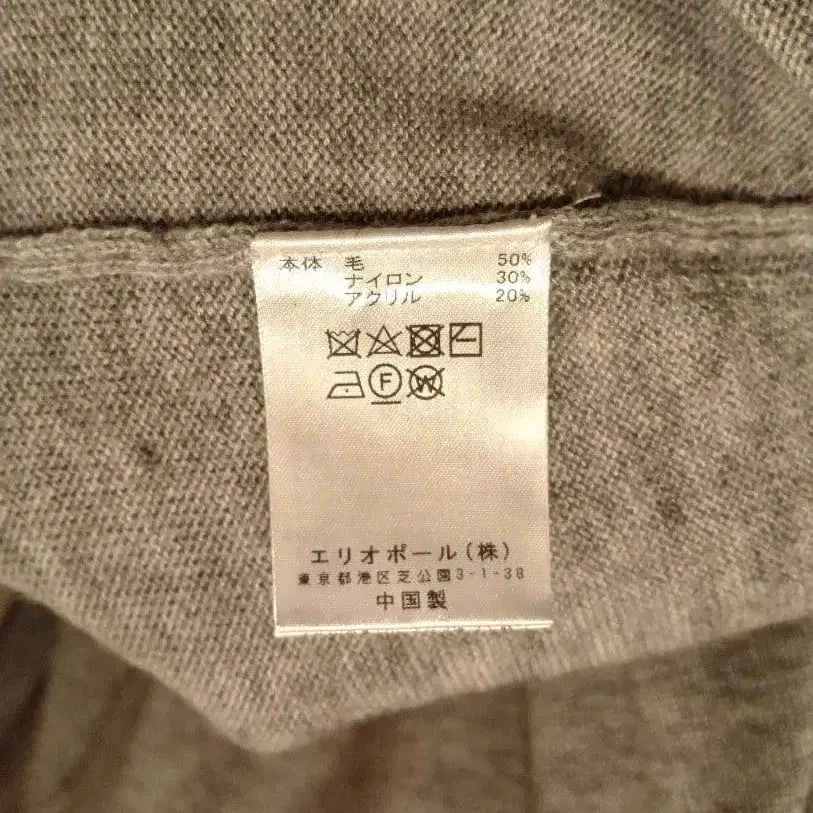 本体 毛 50%
ナイロン 30%
アクリル 20%
F W
エリオポール(株)
東京都港区芝公園3-1-38
中国製